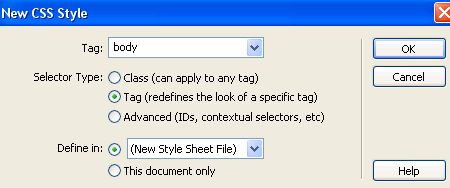 New CSS Style
Tag: body
OK
Selector Type: Class (can apply to any tag)
Cancel
Tag (redefines the look of a specific tag)
Advanced (IDs, contextual selectors, etc)
Define in: (New Style Sheet File)
This document only
Help